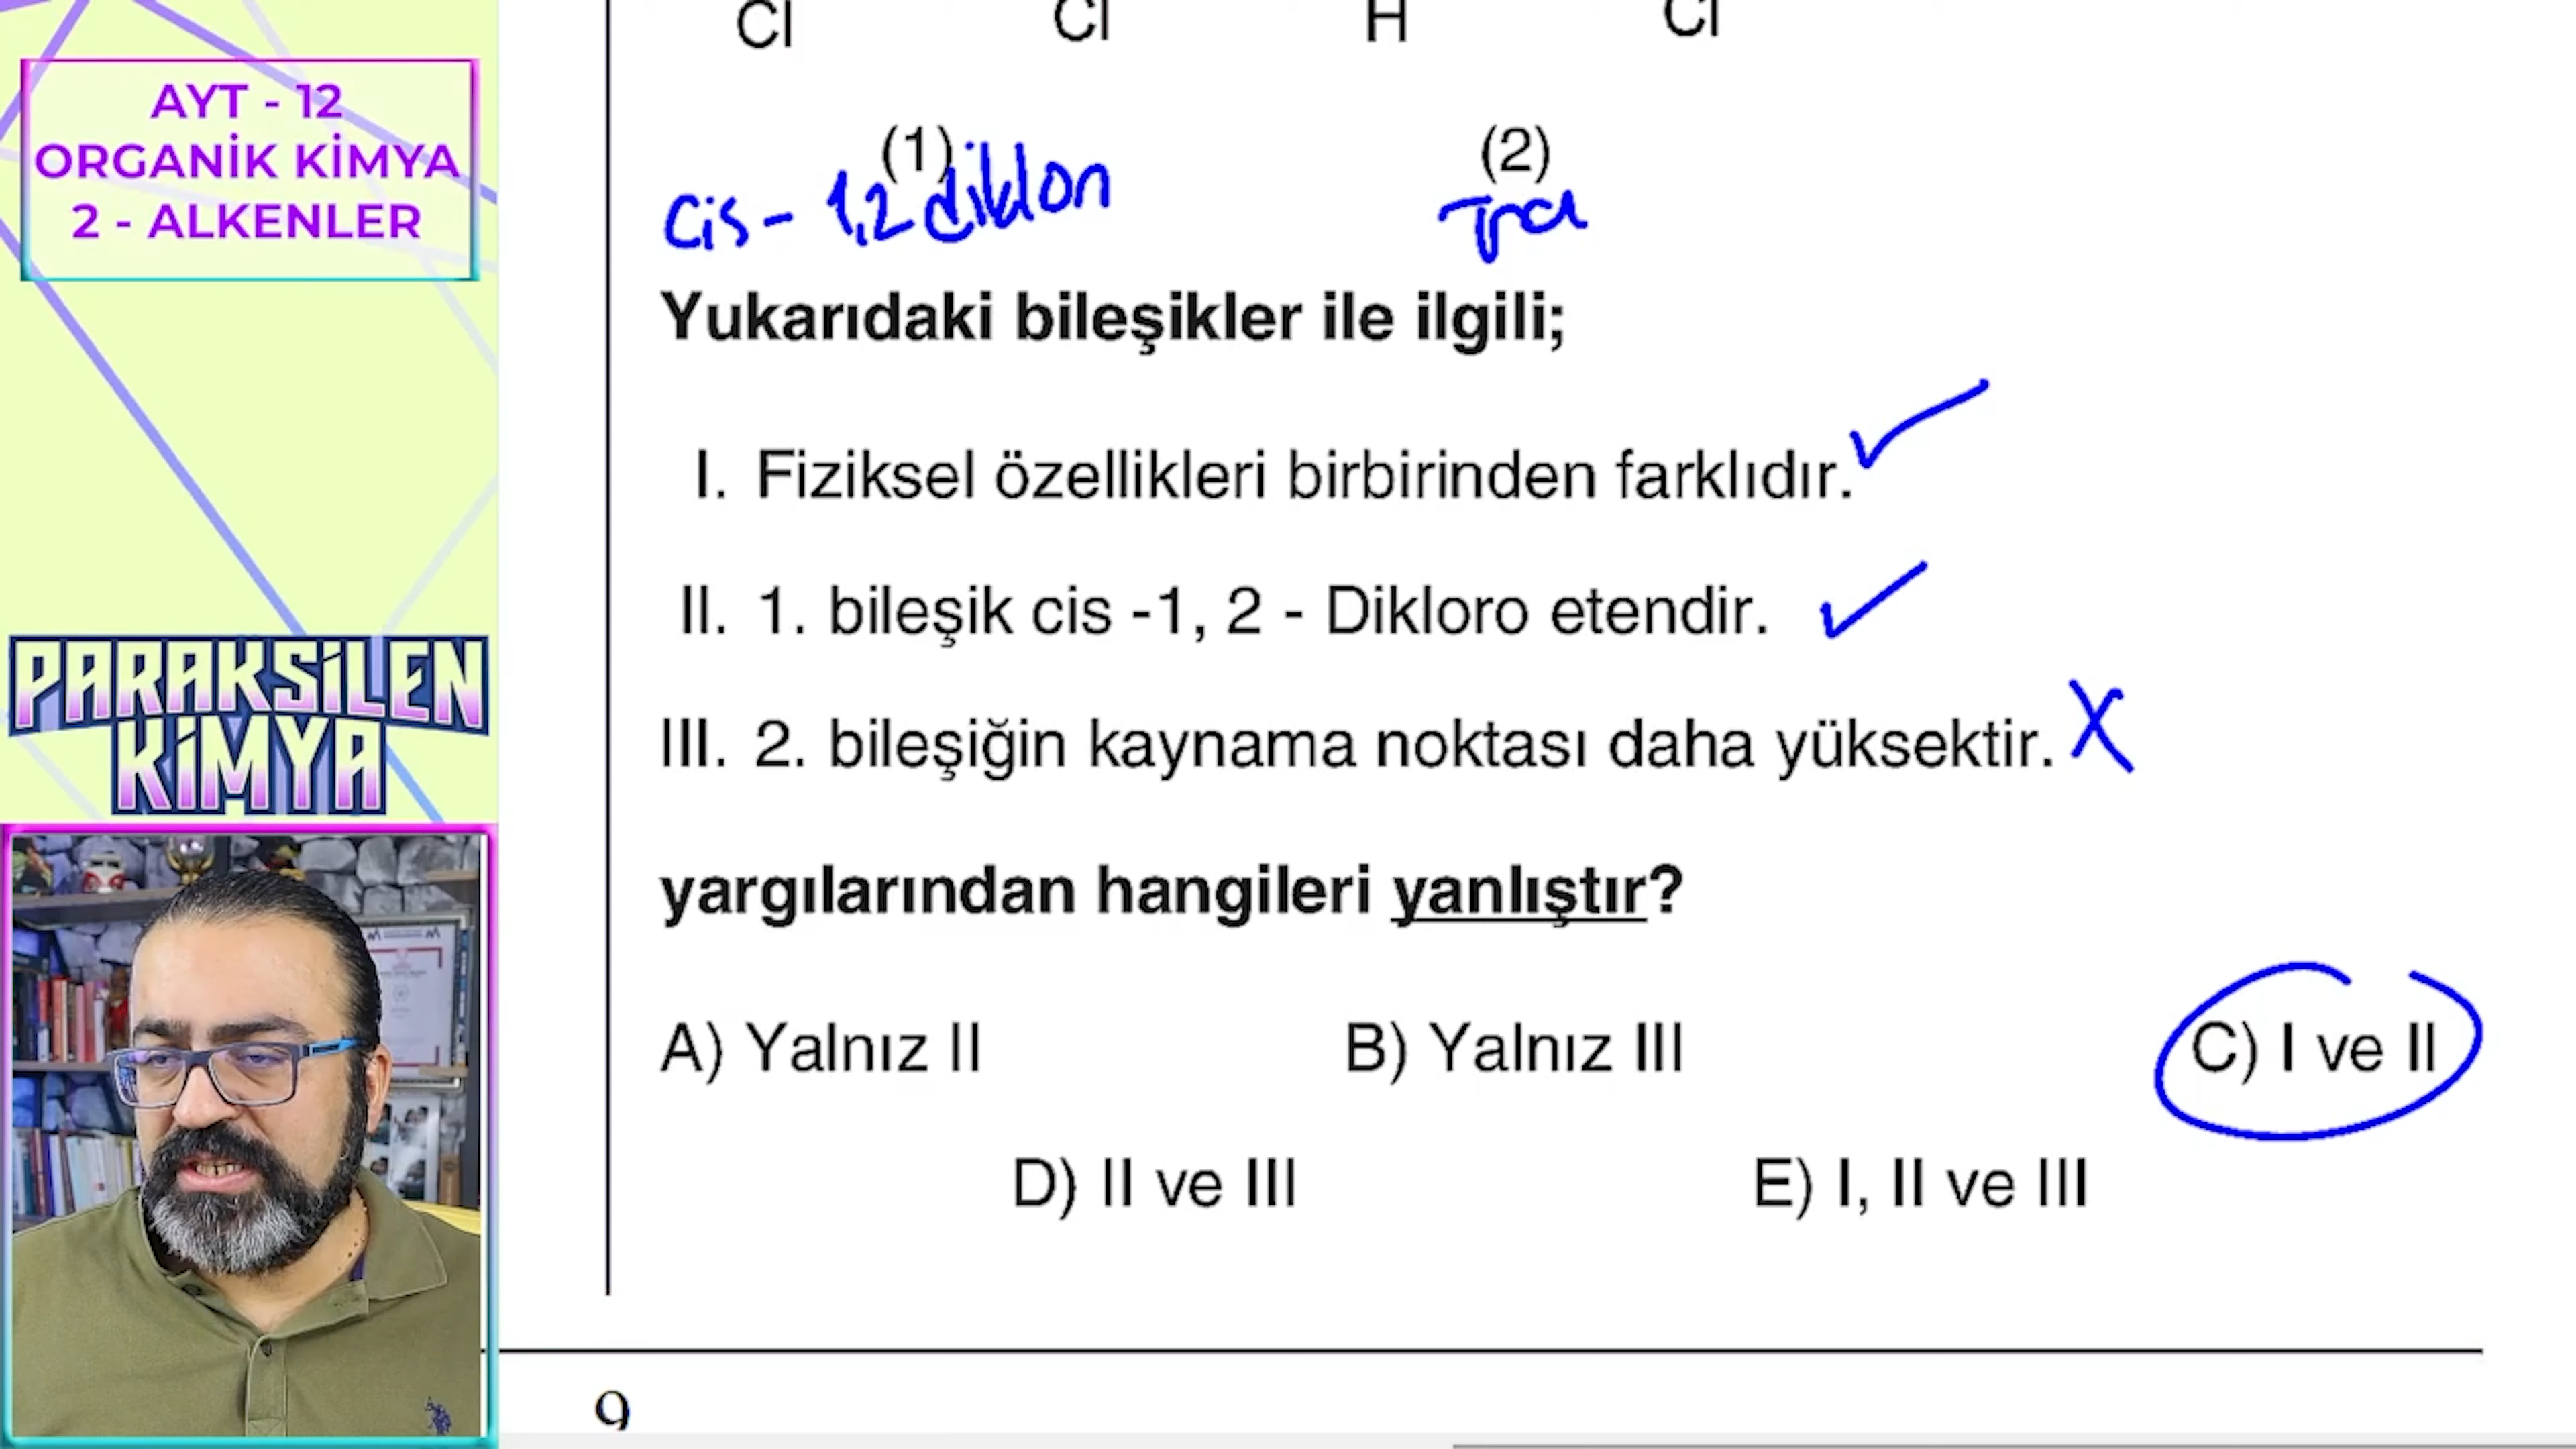 AYT - 12
ORGANİK KİMYA
2 - ALKENLER
PARAKSİLEN
KİMYA
Cl Cl H Cl
(1) (2)
cis - 1,2 diklon
Tra
Yukarıdaki bileşikler ile ilgili;
I. Fiziksel özellikleri birbirinden farklıdır.
II. 1. bileşik cis -1, 2 - Dikloro etendir.
III. 2. bileşiğin kaynama noktası daha yüksektir.
yargılarından hangileri yanlıştır?
A) Yalnız II B) Yalnız III C) I ve II
D) II ve III E) I, II ve III
9